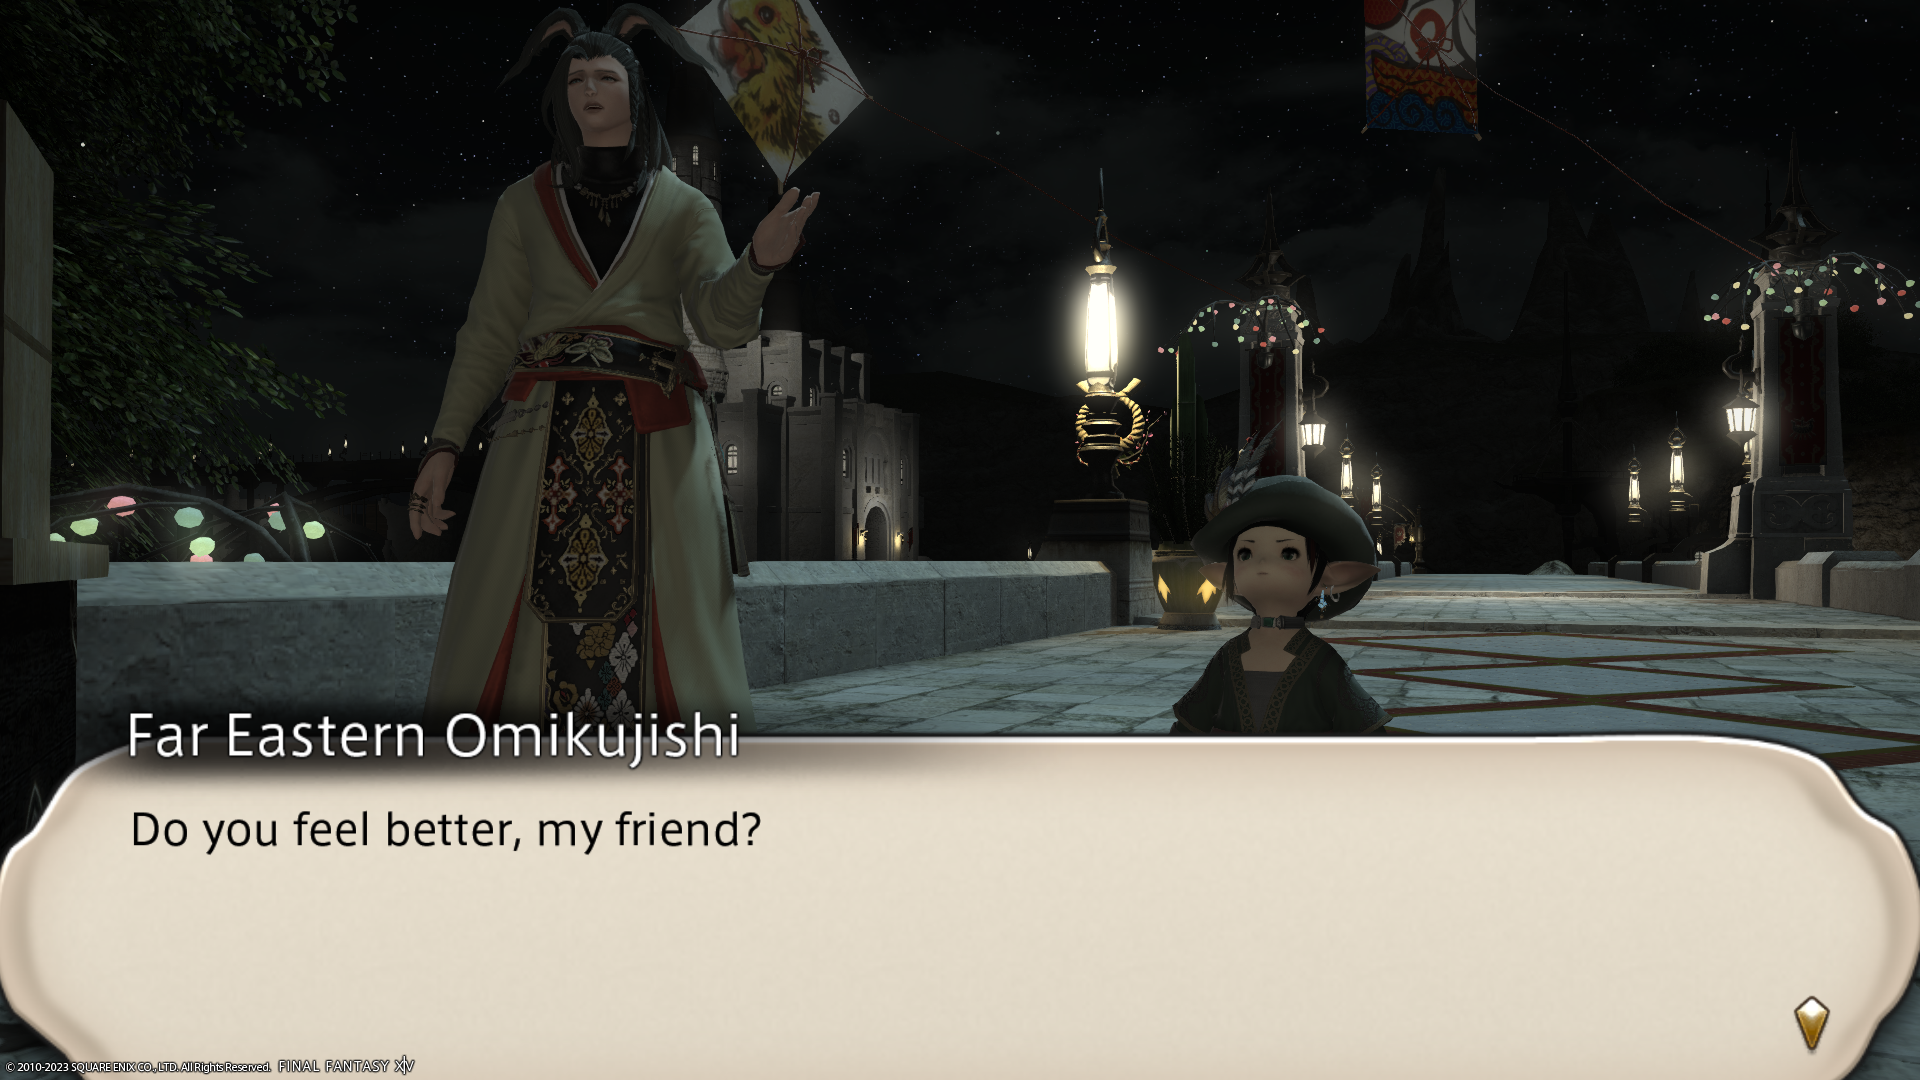 Far Eastern Omikujishi
Do you feel better, my friend?
© 2010-2023 SQUARE ENIX CO., LTD. All Rights Reserved. FINAL FANTASY XIV